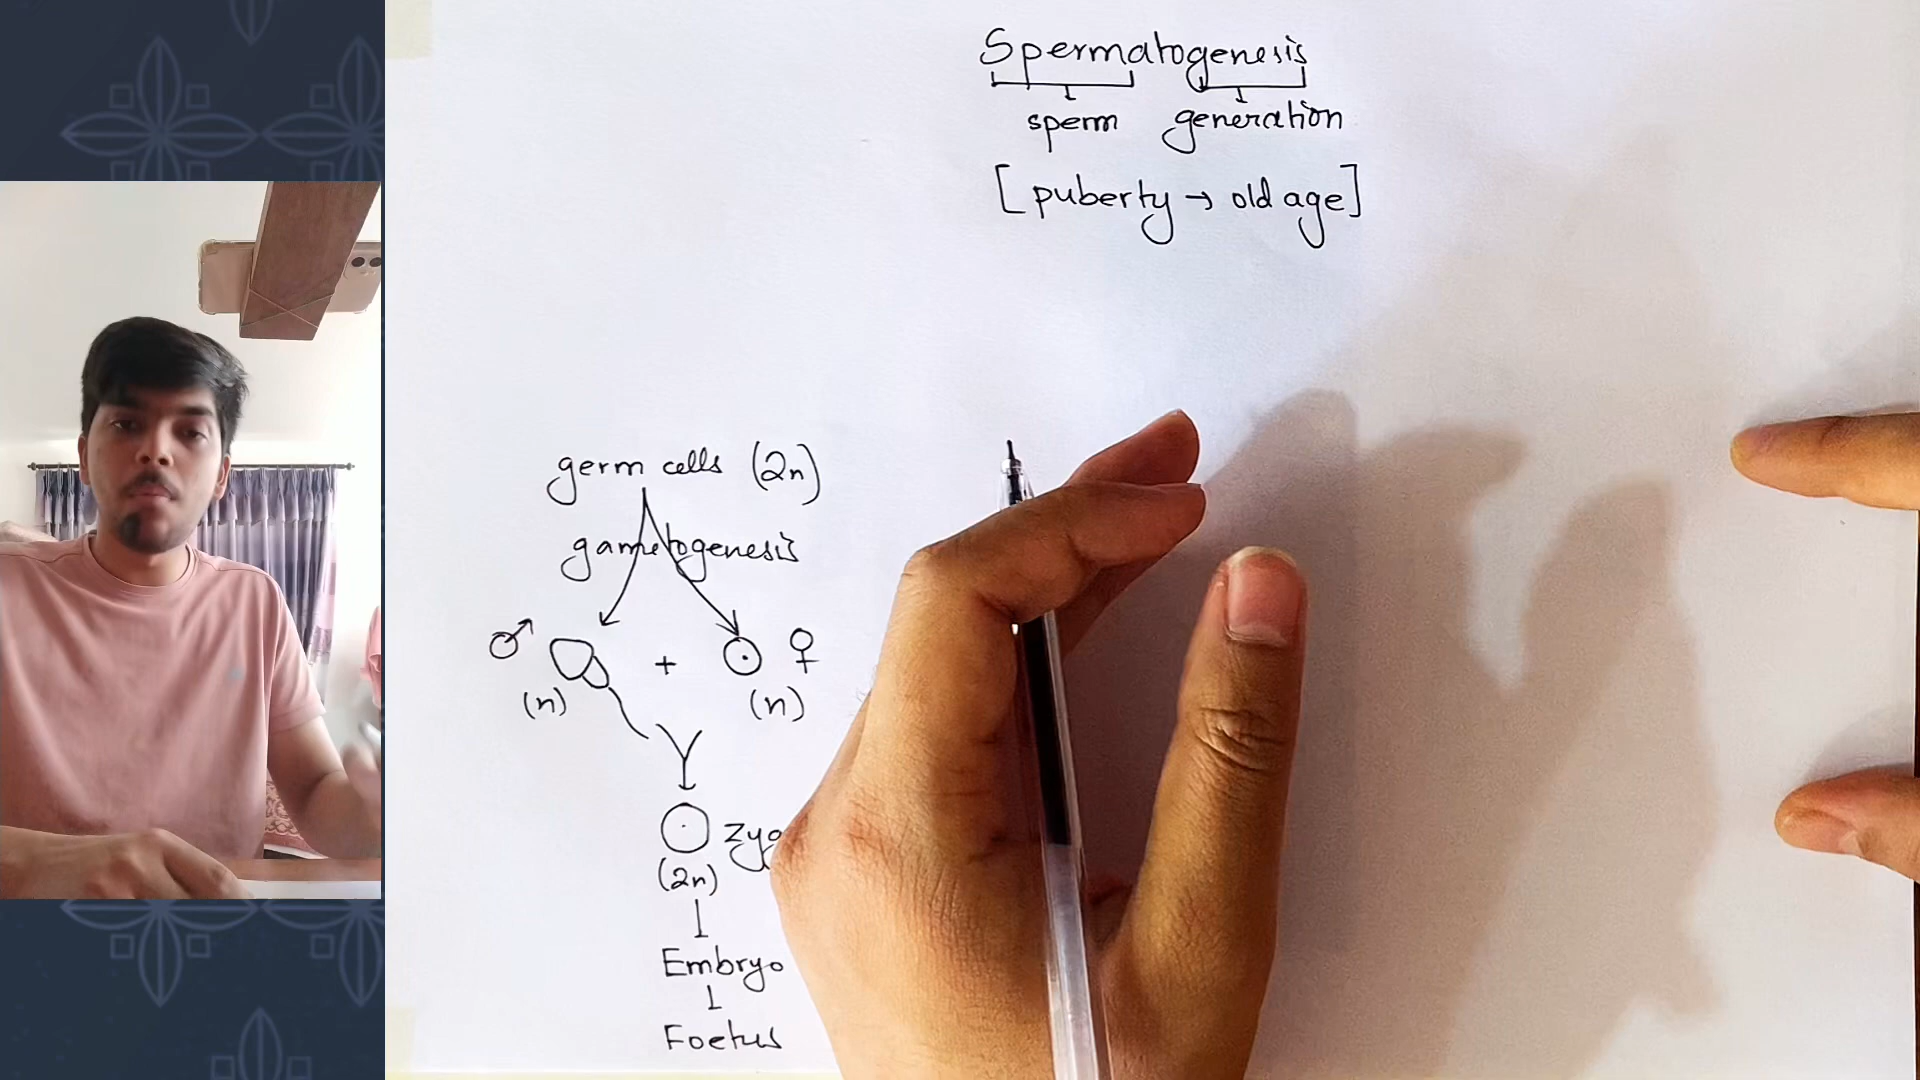 Spermatogenesis
sperm generation
[puberty → old age]
germ cells (2n)
gametogenesis
♂ + ♀
(n) (n)
(2n)
Embryo
Foetus